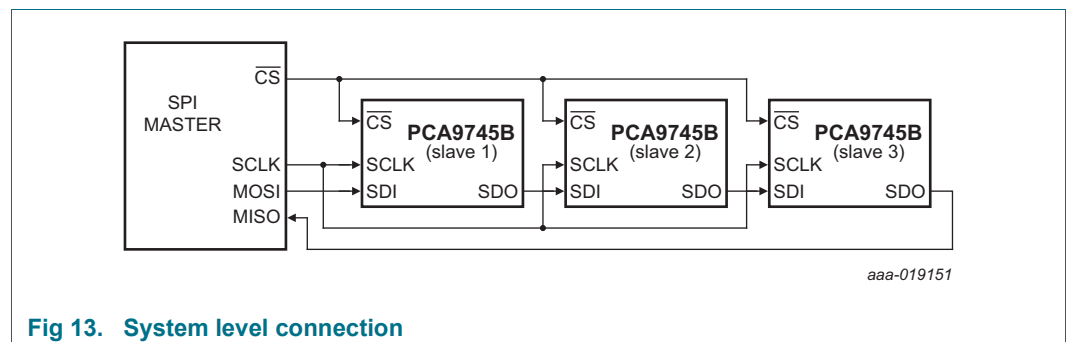 SPI
MASTER
CS
SCLK
MOSI
MISO
CS
PCA9745B
(slave 1)
SCLK
SDI
SDO
CS
PCA9745B
(slave 2)
SCLK
SDI
SDO
CS
PCA9745B
(slave 3)
SCLK
SDI
SDO
aaa-019151
Fig 13. System level connection